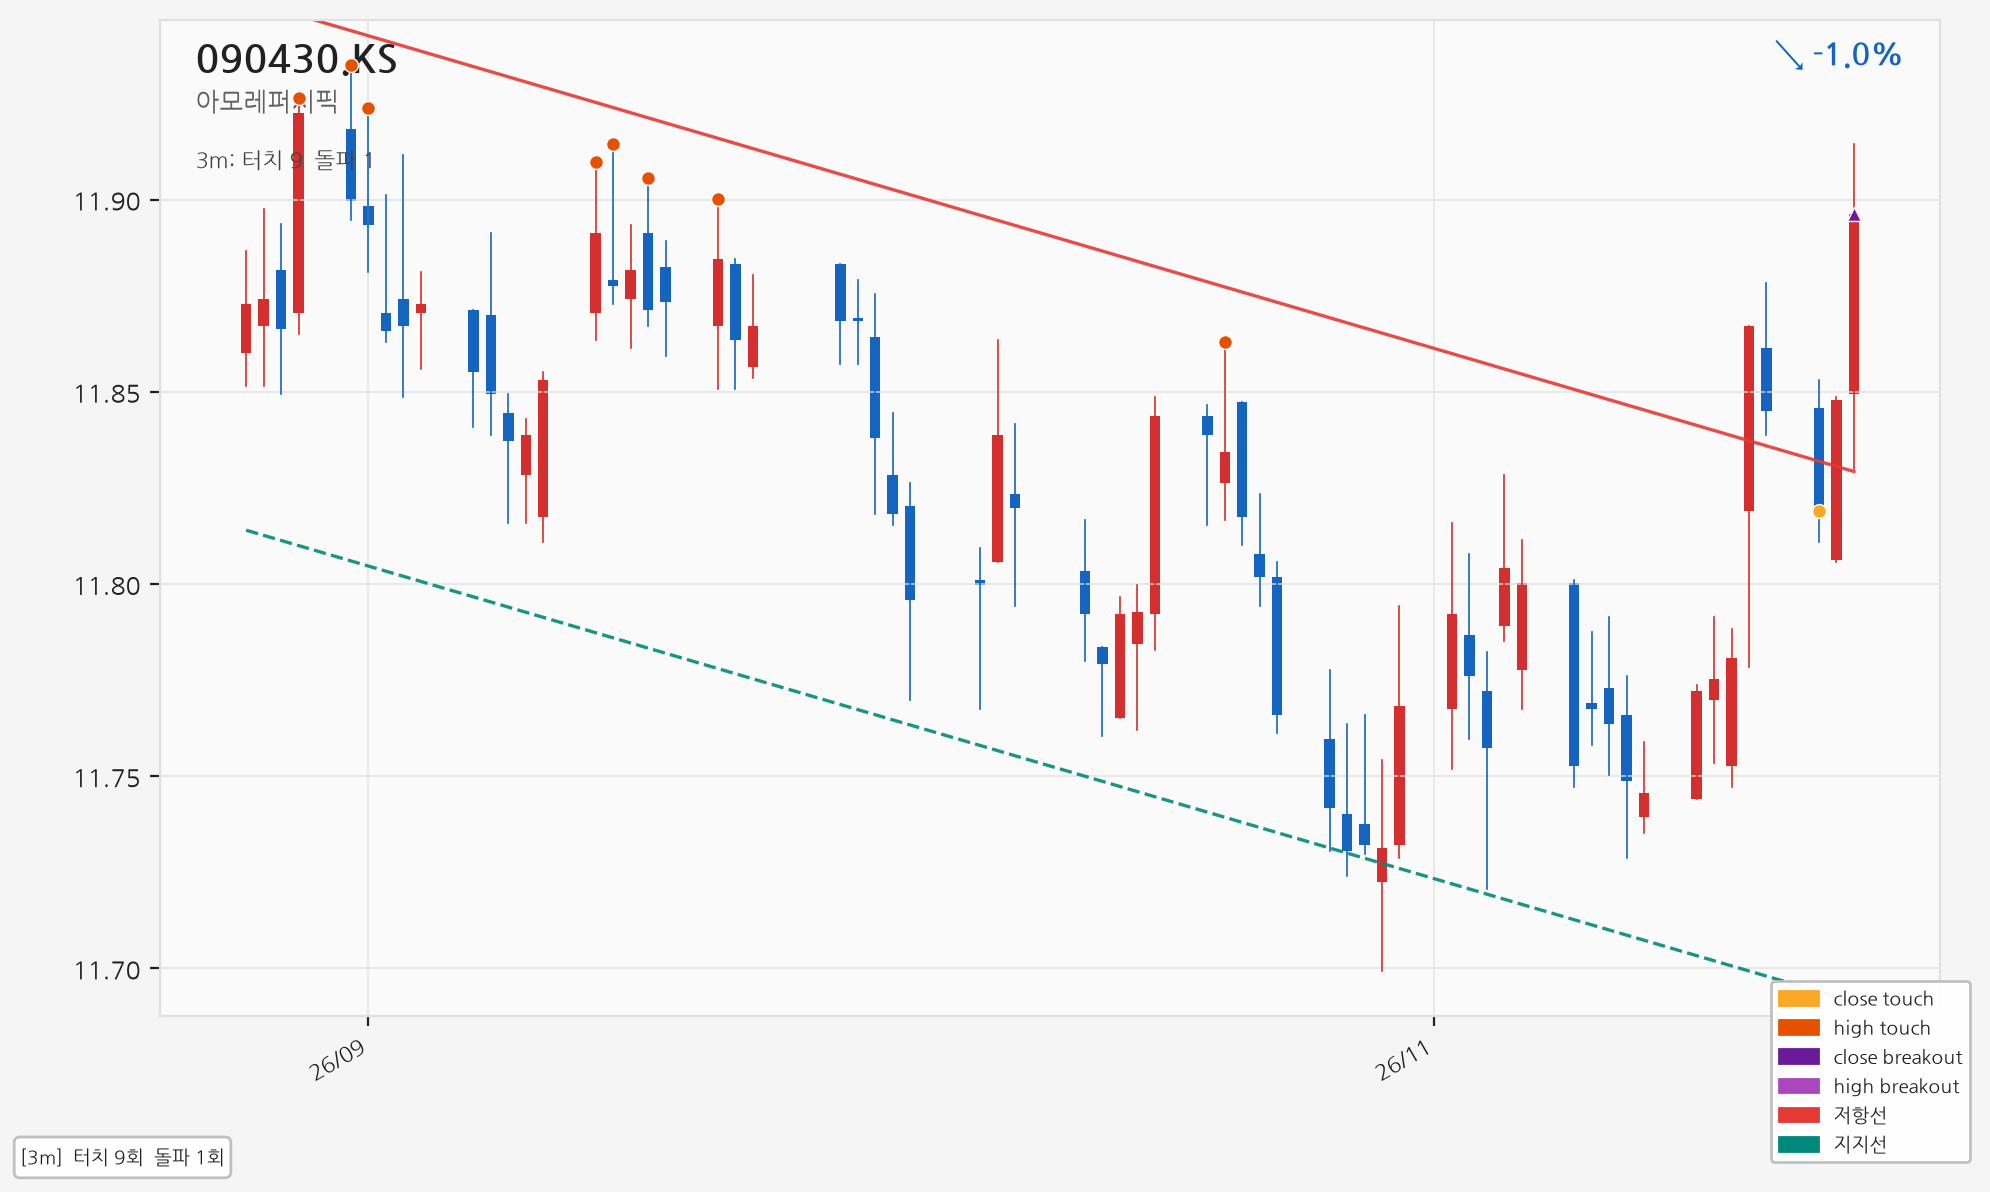 090430.KS
아모레퍼시픽
3m: 터치 9 돌파 1
-1.0%
11.90
11.85
11.80
11.75
11.70
26/09
26/11
close touch
high touch
close breakout
high breakout
저항선
지지선
[3m] 터치 9회 돌파 1회